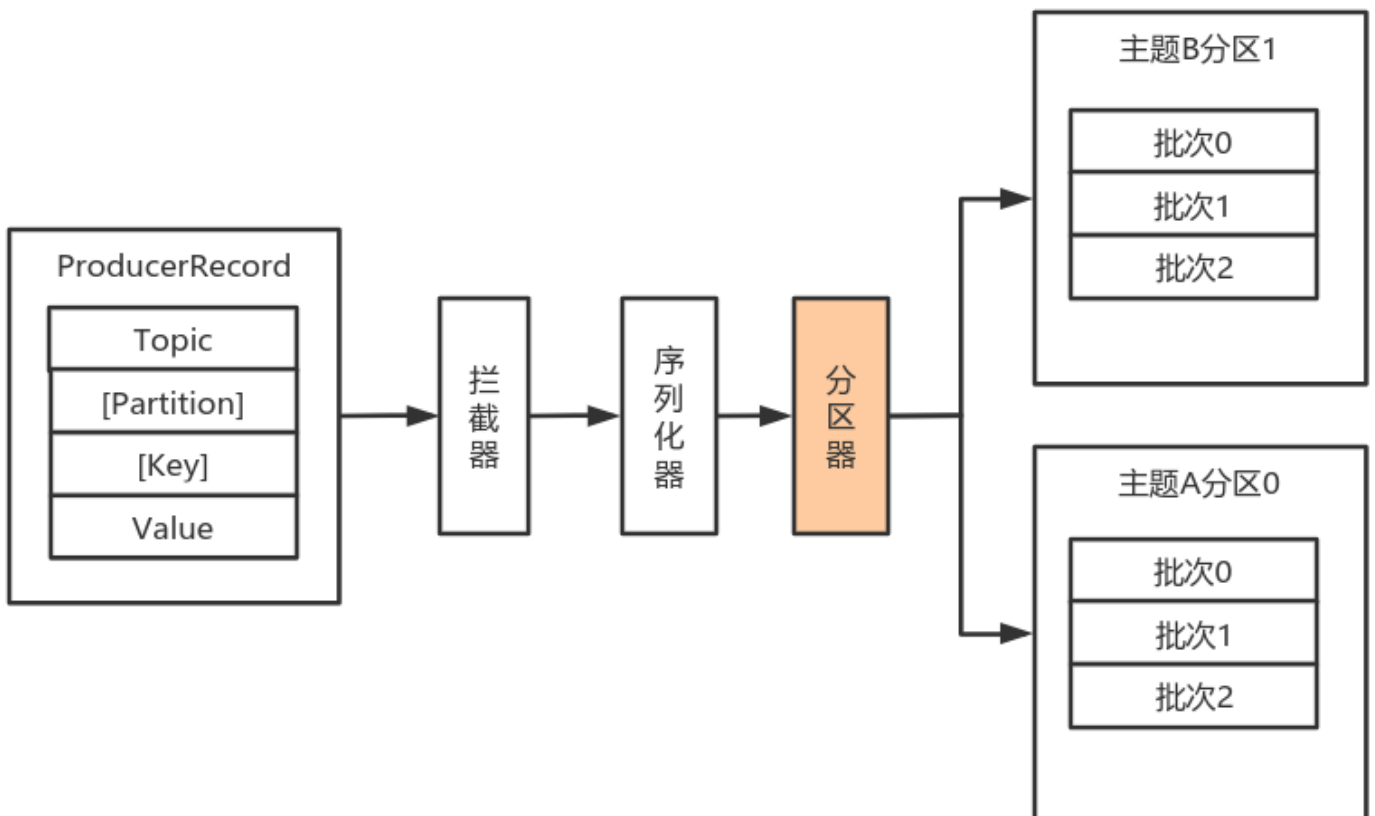 ProducerRecord
Topic
[Partition]
[Key]
Value
拦截器
序列化器
分区器
主题B分区1
批次0
批次1
批次2
主题A分区0
批次0
批次1
批次2